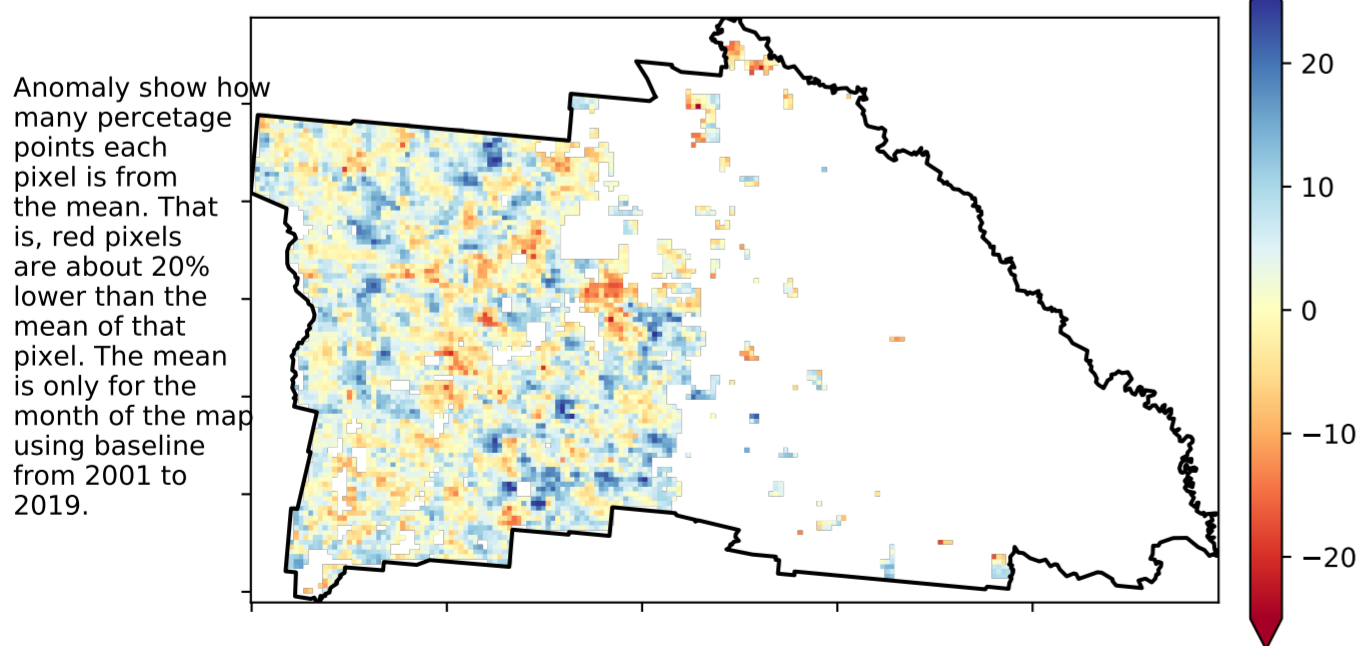 Anomaly show how
many percetage
points each
pixel is from
the mean. That
is, red pixels
are about 20%
lower than the
mean of that
pixel. The mean
is only for the
month of the map
using baseline
from 2001 to
2019.
20
10
0
−10
−20